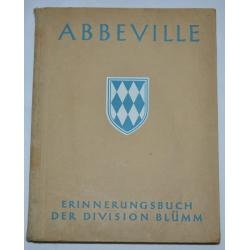 ABBEVILLE
ERINNERUNGSBUCH
DER DIVISION BLÜMM